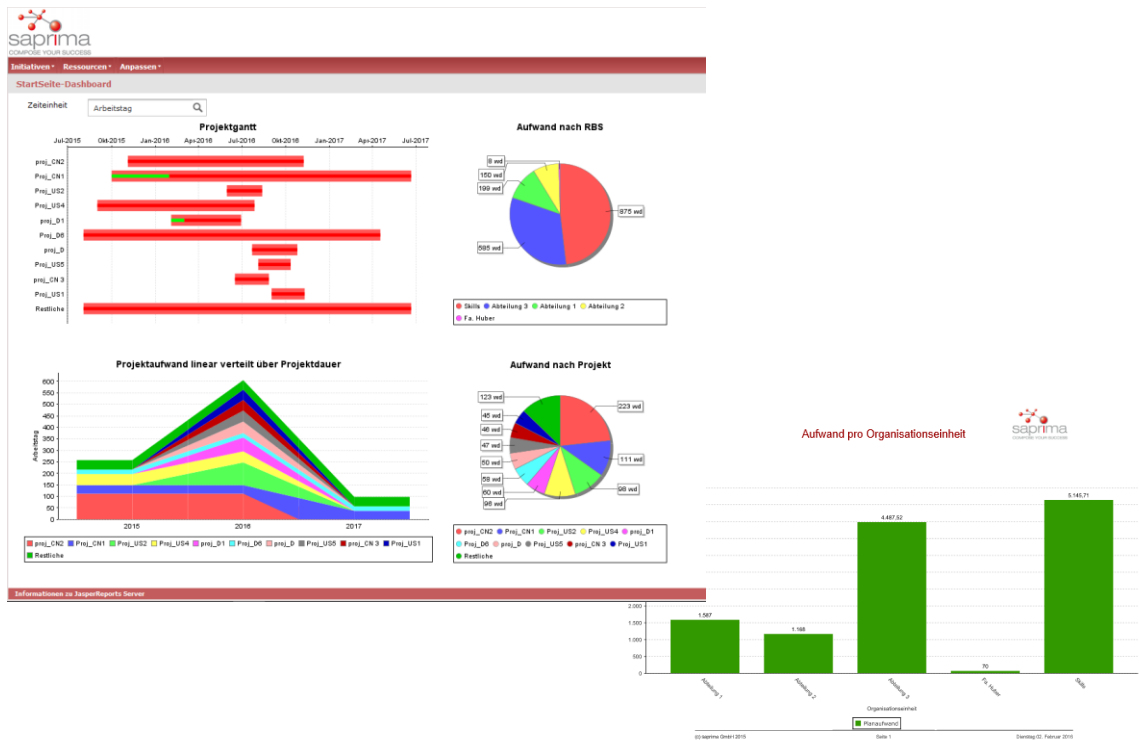 saprima
COMPOSE YOUR SUCCESS
Initiativen Ressourcen Anpassen
StartSeite-Dashboard
Zeiteinheit Arbeitstag
Projektgantt
Jul-2015 Okt-2015 Jan-2016 Apr-2016 Jul-2016 Okt-2016 Jan-2017 Apr-2017 Jul-2017
proj_CN2
Proj_CN1
Proj_US2
Proj_US4
proj_D1
Proj_D6
proj_D
Proj_US5
proj_CN 3
Proj_US1
Restliche
Aufwand nach RBS
8 wd
150 wd
199 wd
875 wd
595 wd
Skills Abteilung 3 Abteilung 1 Abteilung 2
Fa. Huber
Projektaufwand linear verteilt über Projektdauer
600
550
500
450
400
350
300
250
200
150
100
50
0
Arbeitstag
2015 2016 2017
proj_CN2 Proj_CN1 Proj_US2 Proj_US4 proj_D1 Proj_D6 proj_D Proj_US5 proj_CN 3 Proj_US1
Restliche
Aufwand nach Projekt
123 wd
223 wd
45 wd
46 wd
47 wd
111 wd
50 wd
58 wd
98 wd
60 wd
96 wd
proj_CN2 Proj_CN1 Proj_US2 Proj_US4 proj_D1
Proj_D6 proj_D Proj_US5 proj_CN 3 Proj_US1
Restliche
Informationen zu JasperReports Server
saprima
COMPOSE YOUR SUCCESS
Aufwand pro Organisationseinheit
5.145,71
4.487,52
2.000
1.587
1.500
1.168
1.000
500
70
0
Abteilung 1 Abteilung 2 Abteilung 3 Fa. Huber Skills
Organisationseinheit
Planaufwand
(c) saprima GmbH 2015 Seite 1 Dienstag 02. Februar 2016